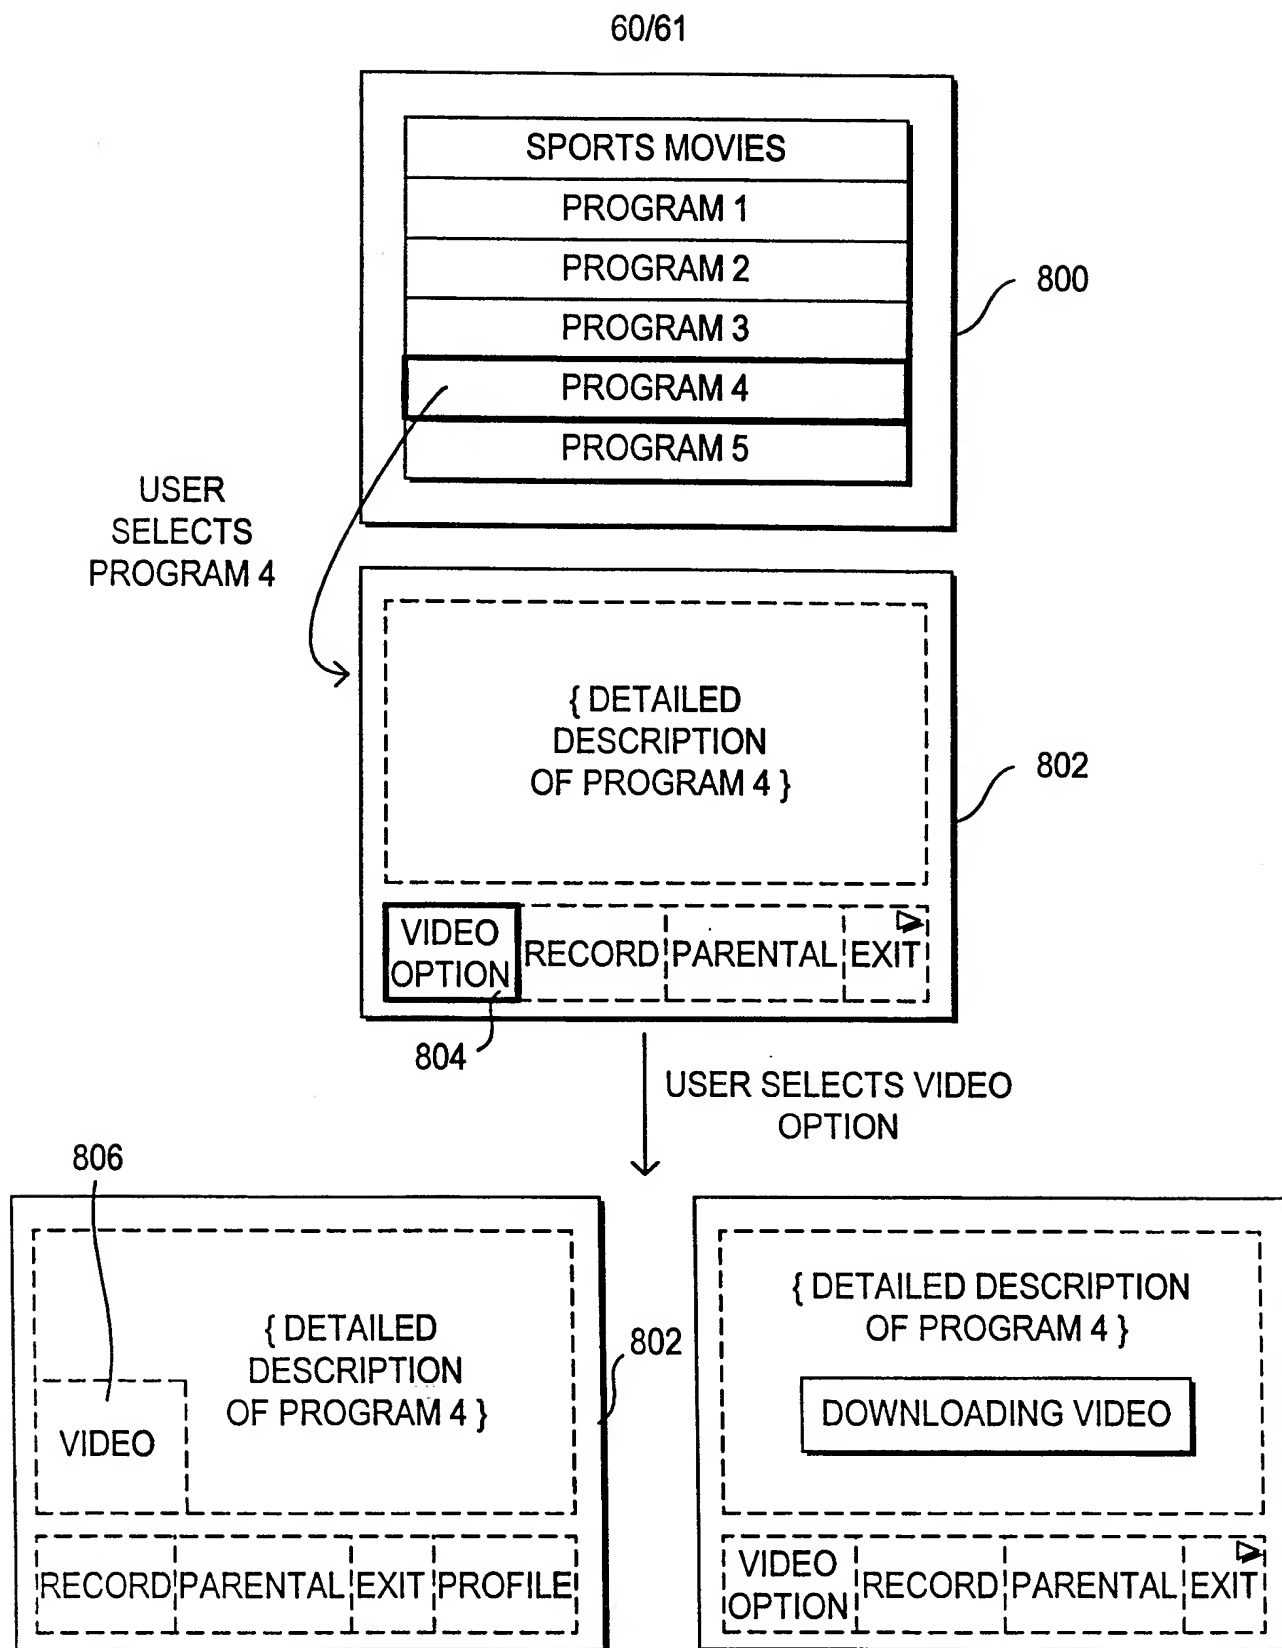 60/61
SPORTS MOVIES
PROGRAM 1
PROGRAM 2
PROGRAM 3
PROGRAM 4
PROGRAM 5
800
USER
SELECTS
PROGRAM 4
{ DETAILED
DESCRIPTION
OF PROGRAM 4 }
802
VIDEO
OPTION
RECORD
PARENTAL
EXIT
804
USER SELECTS VIDEO
OPTION
806
{ DETAILED
DESCRIPTION
OF PROGRAM 4 }
VIDEO
802
RECORD
PARENTAL
EXIT
PROFILE
{ DETAILED DESCRIPTION
OF PROGRAM 4 }
DOWNLOADING VIDEO
VIDEO
OPTION
RECORD
PARENTAL
EXIT